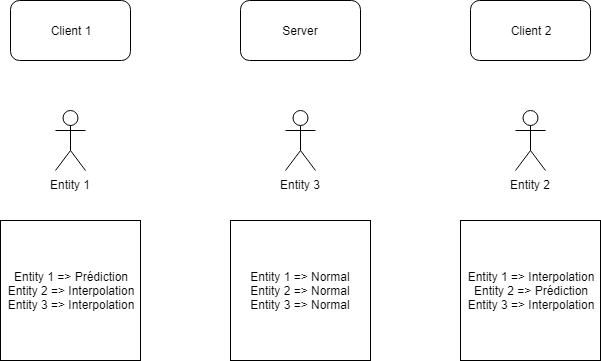 Client 1
Server
Client 2
Entity 1
Entity 3
Entity 2
Entity 1 => Prédiction
Entity 2 => Interpolation
Entity 3 => Interpolation
Entity 1 => Normal
Entity 2 => Normal
Entity 3 => Normal
Entity 1 => Interpolation
Entity 2 => Prédiction
Entity 3 => Interpolation